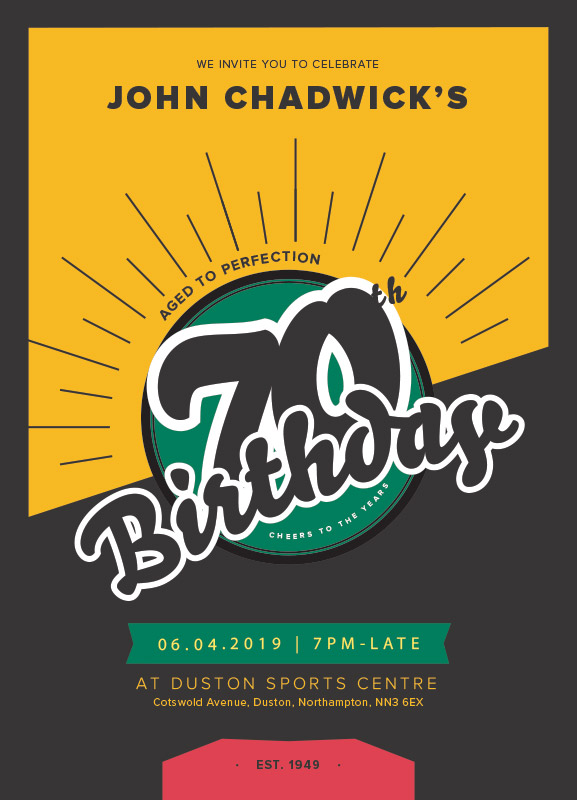 WE INVITE YOU TO CELEBRATE
JOHN CHADWICK’S
AGED TO PERFECTION
70th
Birthday
CHEERS TO THE YEARS
06.04.2019 | 7PM-LATE
AT DUSTON SPORTS CENTRE
Cotswold Avenue, Duston, Northampton, NN3 6EX
· EST. 1949 ·